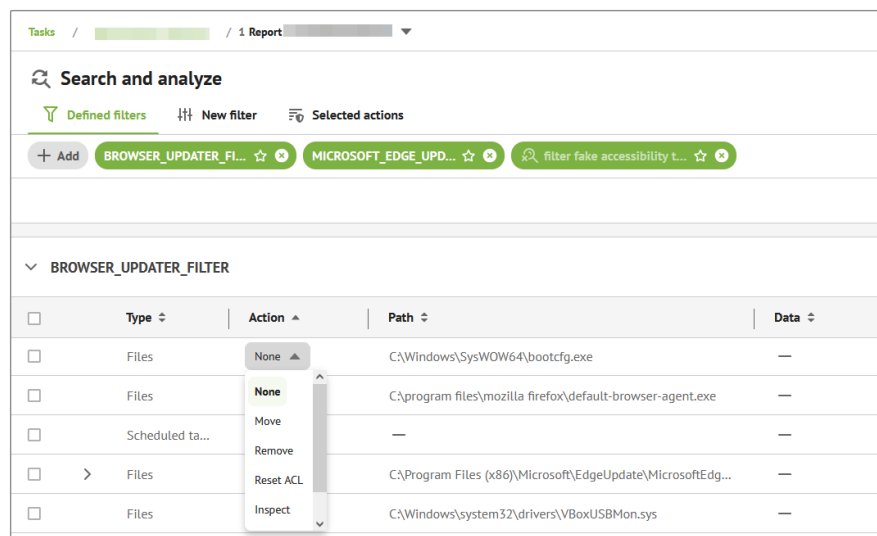 Tasks / / 1 Report
Search and analyze
Defined filters New filter Selected actions
+ Add BROWSER_UPDATER_FI... MICROSOFT_EDGE_UPD... filter fake accessibility t...
BROWSER_UPDATER_FILTER
Type Action Path Data
Files None C:\Windows\SysWOW64\bootcfg.exe —
Files C:\program files\mozilla firefox\default-browser-agent.exe —
Scheduled ta... — —
Files C:\Program Files (x86)\Microsoft\EdgeUpdate\MicrosoftEdg... —
Files C:\Windows\system32\drivers\VBoxUSBMon.sys —
None
Move
Remove
Reset ACL
Inspect